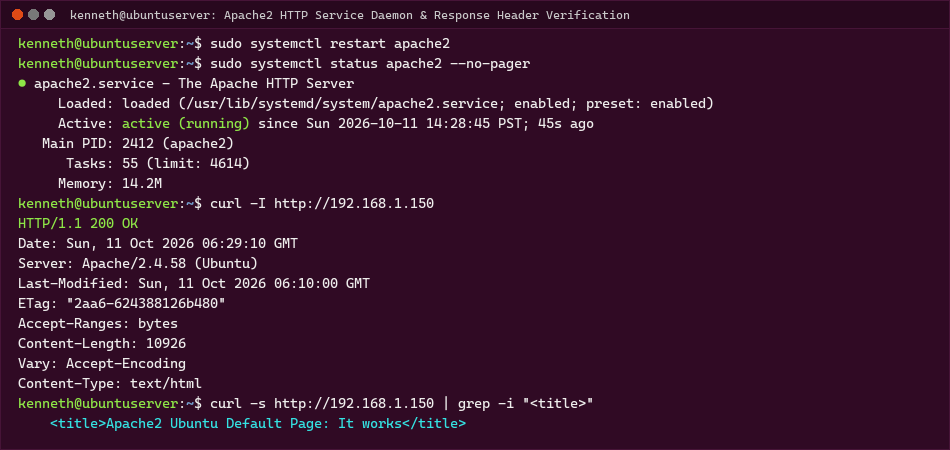 kenneth@ubuntuserver: Apache2 HTTP Service Daemon & Response Header Verification
kenneth@ubuntuserver:~$ sudo systemctl restart apache2
kenneth@ubuntuserver:~$ sudo systemctl status apache2 --no-pager
● apache2.service - The Apache HTTP Server
     Loaded: loaded (/usr/lib/systemd/system/apache2.service; enabled; preset: enabled)
     Active: active (running) since Sun 2026-10-11 14:28:45 PST; 45s ago
   Main PID: 2412 (apache2)
      Tasks: 55 (limit: 4614)
     Memory: 14.2M
kenneth@ubuntuserver:~$ curl -I http://192.168.1.150
HTTP/1.1 200 OK
Date: Sun, 11 Oct 2026 06:29:10 GMT
Server: Apache/2.4.58 (Ubuntu)
Last-Modified: Sun, 11 Oct 2026 06:10:00 GMT
ETag: "2aa6-624388126b480"
Accept-Ranges: bytes
Content-Length: 10926
Vary: Accept-Encoding
Content-Type: text/html
kenneth@ubuntuserver:~$ curl -s http://192.168.1.150 | grep -i "<title>"
    <title>Apache2 Ubuntu Default Page: It works</title>